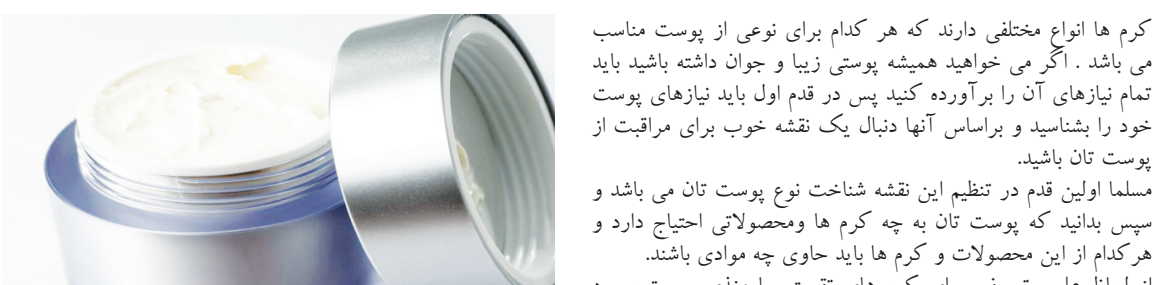 کرم ها انواع مختلفی دارند که هر کدام برای نوعی از پوست مناسب
می باشد . اگر می خواهید همیشه پوستی زیبا و جوان داشته باشید باید
تمام نیازهای آن را برآورده کنید پس در قدم اول باید نیازهای پوست
خود را بشناسید و براساس آنها دنبال یک نقشه خوب برای مراقبت از
پوست تان باشید.
مسلما اولین قدم در تنظیم این نقشه شناخت نوع پوست تان می باشد و
سپس بدانید که پوست تان به چه کرم ها ومحصولاتی احتیاج دارد و
هرکدام از این محصولات و کرم ها باید حاوی چه موادی باشند.